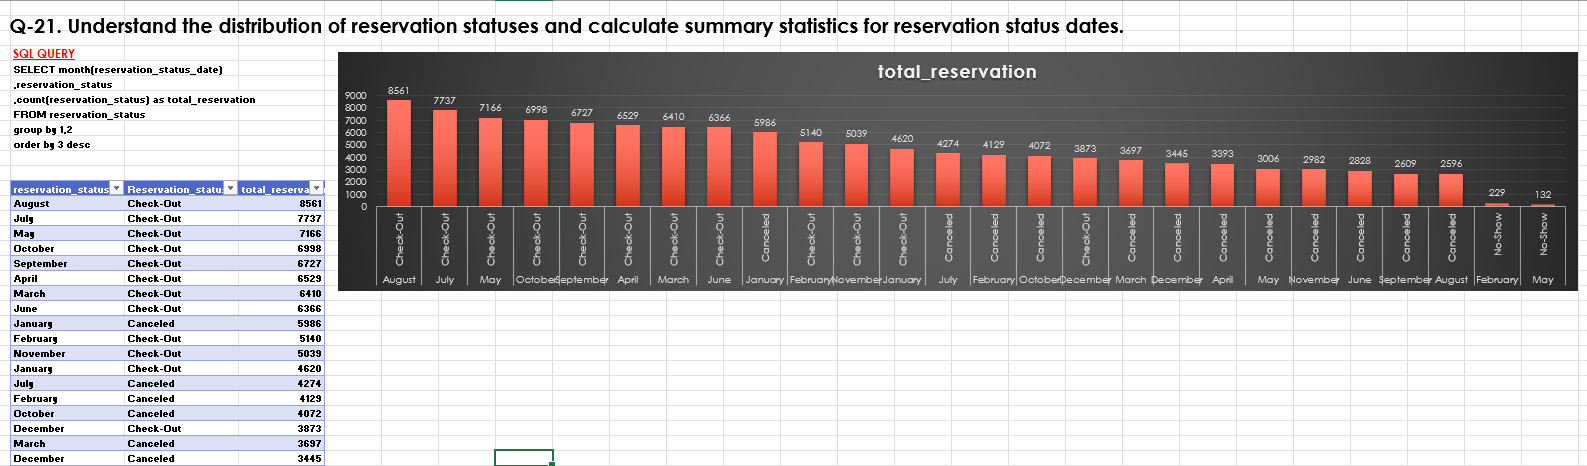 Q-21. Understand the distribution of reservation statuses and calculate summary statistics for reservation status dates.
SQL QUERY
SELECT month(reservation_status_date)
,reservation_status
,count(reservation_status) as total_reservation
FROM reservation_status
group by 1,2
order by 3 desc
reservation_status Reservation_statu: total_reserva
August Check-Out 8561
July Check-Out 7737
May Check-Out 7166
October Check-Out 6998
September Check-Out 6727
April Check-Out 6529
March Check-Out 6410
June Check-Out 6366
January Canceled 5986
February Check-Out 5140
November Check-Out 5039
January Check-Out 4620
July Canceled 4274
February Canceled 4129
October Canceled 4072
December Check-Out 3873
March Canceled 3697
December Canceled 3445
total_reservation
9000
8000
7000
6000
5000
4000
3000
2000
1000
0
8561 7737 7166 6998 6727 6529 6410 6366 5986 5140 5039 4620 4274 4129 4072 3873 3697 3445 3393 3006 2982 2828 2609 2596 229 132
Check-Out Check-Out Check-Out Check-Out Check-Out Check-Out Check-Out Check-Out Canceled Check-Out Check-Out Check-Out Canceled Canceled Canceled Check-Out Canceled Canceled Canceled Canceled Canceled Canceled Canceled Canceled No-Show No-Show
August July May October September April March June January February November January July February October December March December April May November June September August February May